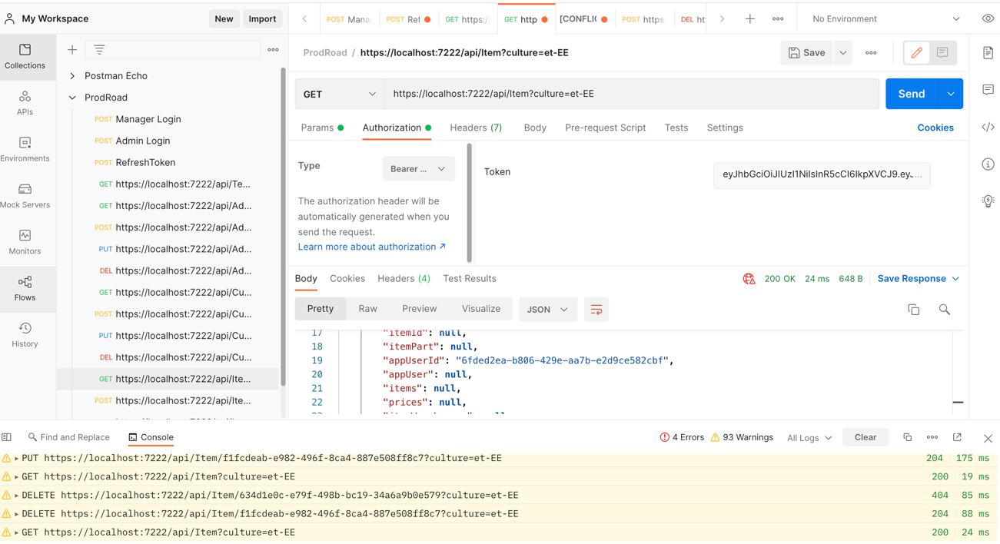 My Workspace
New
Import
POST Mana
POST Ref
GET https:/
GET http
[CONFLIC
POST https
DEL ht
No Environment
Collections
APIs
Environments
Mock Servers
Monitors
Flows
History
Postman Echo
ProdRoad
POST Manager Login
POST Admin Login
POST RefreshToken
GET https://localhost:7222/api/Te...
GET https://localhost:7222/api/Ad...
POST https://localhost:7222/api/Ad...
PUT https://localhost:7222/api/Ad...
DEL https://localhost:7222/api/Ad...
GET https://localhost:7222/api/Cu...
POST https://localhost:7222/api/Cu...
PUT https://localhost:7222/api/Cu...
DEL https://localhost:7222/api/Cu...
GET https://localhost:7222/api/Ite...
POST https://localhost:7222/api/Ite...
ProdRoad / https://localhost:7222/api/Item?culture=et-EE
Save
GET
https://localhost:7222/api/Item?culture=et-EE
Send
Params
Authorization
Headers (7)
Body
Pre-request Script
Tests
Settings
Cookies
Type
Bearer ...
The authorization header will be
automatically generated when you
send the request.
Learn more about authorization ↗
Token
eyJhbGciOiJIUzI1NiIsInR5cCI6IkpXVCJ9.eyJ...
Body
Cookies
Headers (4)
Test Results
200 OK
24 ms
648 B
Save Response
Pretty
Raw
Preview
Visualize
JSON
17 "itemId": null,
18 "itemPart": null,
19 "appUserId": "6fded2ea-b806-429e-aa7b-e2d9ce582cbf",
20 "appUser": null,
21 "items": null,
22 "prices": null,
Find and Replace
Console
4 Errors
93 Warnings
All Logs
Clear
PUT https://localhost:7222/api/Item/f1fcdeab-e982-496f-8ca4-887e508ff8c7?culture=et-EE 204 175 ms
GET https://localhost:7222/api/Item?culture=et-EE 200 19 ms
DELETE https://localhost:7222/api/Item/634d1e0c-e79f-498b-bc19-34a6a9b0e579?culture=et-EE 404 85 ms
DELETE https://localhost:7222/api/Item/f1fcdeab-e982-496f-8ca4-887e508ff8c7?culture=et-EE 204 88 ms
GET https://localhost:7222/api/Item?culture=et-EE 200 24 ms